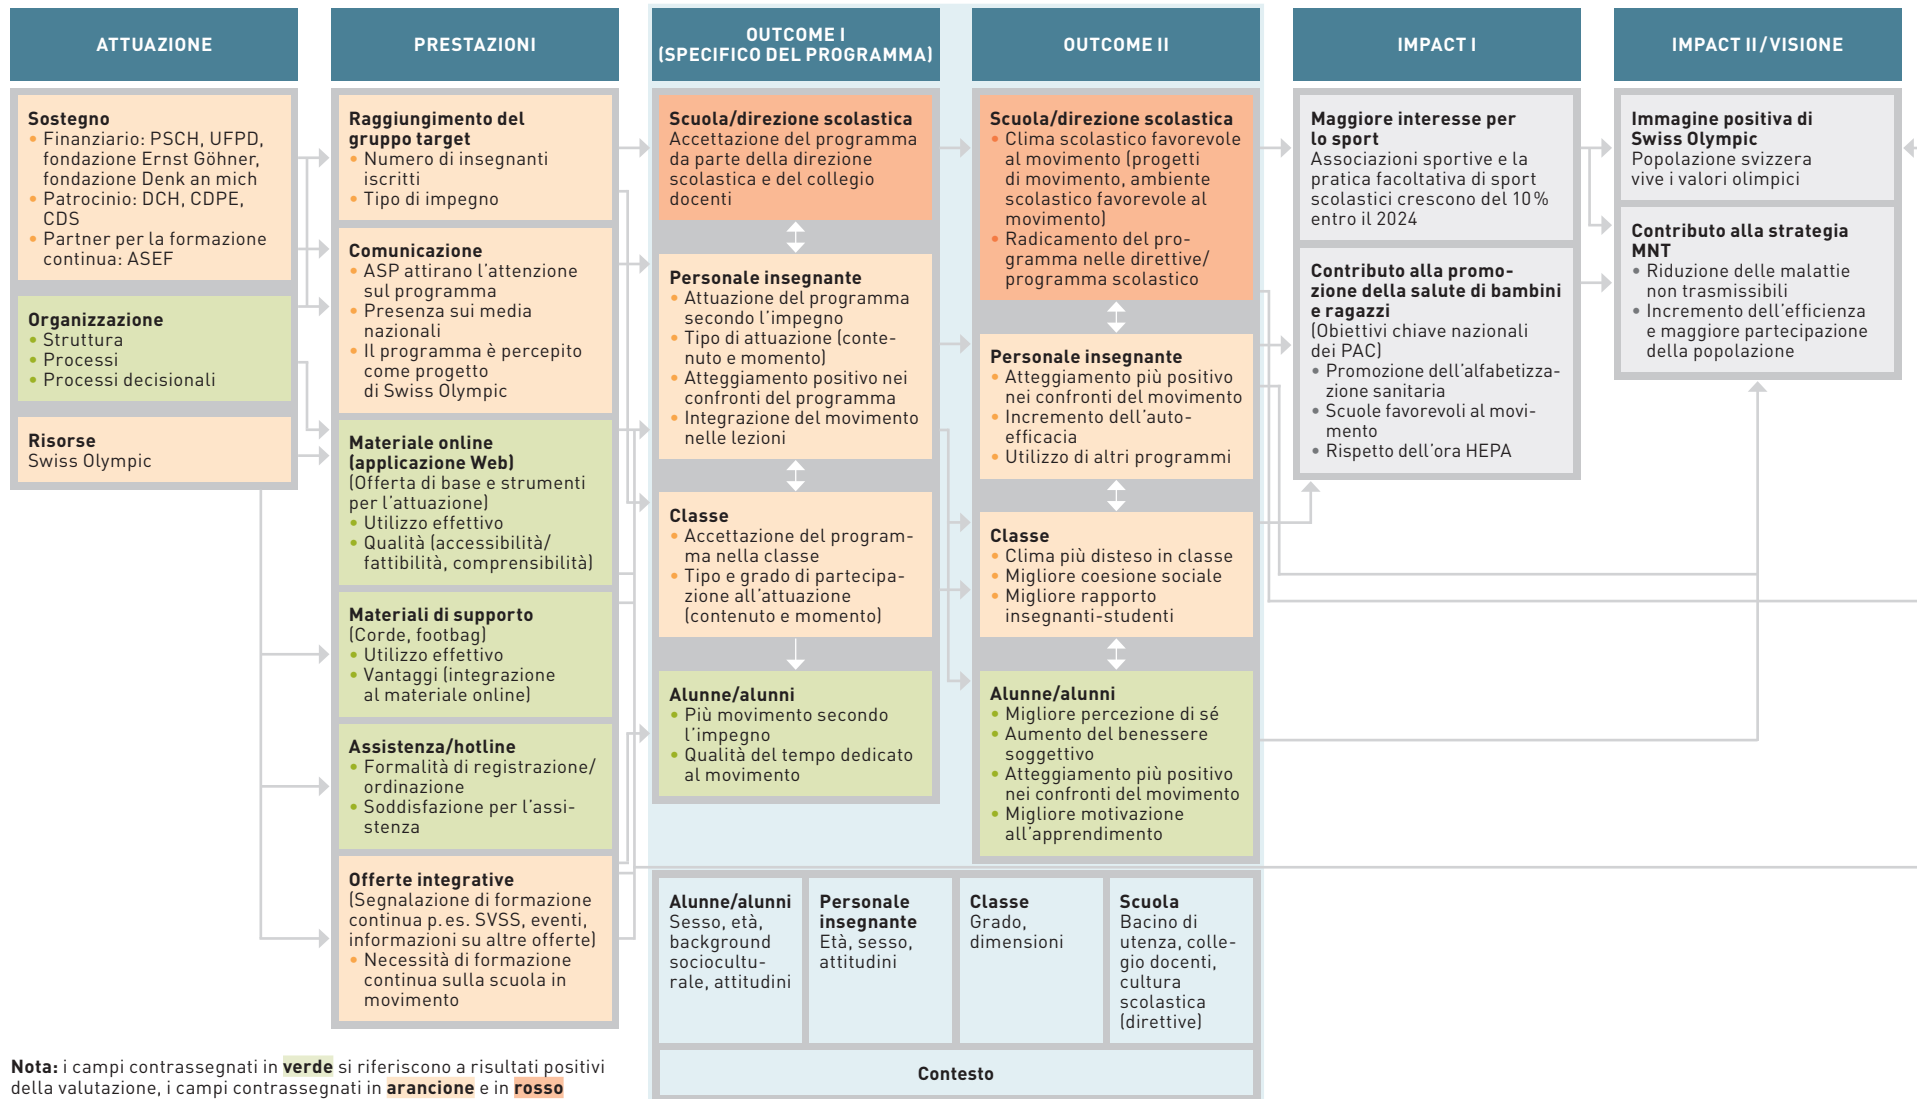 ATTUAZIONE
Sostegno
• Finanziario: PSCH, UFPD,
fondazione Ernst Göhner,
fondazione Denk an mich
• Patrocinio: DCH, CDPE,
CDS
• Partner per la formazione
continua: ASEF
Organizzazione
• Struttura
• Processi
• Processi decisionali
Risorse
Swiss Olympic
PRESTAZIONI
Raggiungimento del
gruppo target
• Numero di insegnanti
iscritti
• Tipo di impegno
Comunicazione
• ASP attirano l'attenzione
sul programma
• Presenza sui media
nazionali
• Il programma è percepito
come progetto
di Swiss Olympic
Materiale online
(applicazione Web)
(Offerta di base e strumenti
per l'attuazione)
• Utilizzo effettivo
• Qualità (accessibilità/
fattibilità, comprensibilità)
Materiali di supporto
(Corde, footbag)
• Utilizzo effettivo
• Vantaggi (integrazione
al materiale online)
Assistenza/hotline
• Formalità di registrazione/
ordinazione
• Soddisfazione per l'assi-
stenza
Offerte integrative
(Segnalazione di formazione
continua p. es. SVSS, eventi,
informazioni su altre offerte)
• Necessità di formazione
continua sulla scuola in
movimento
OUTCOME I
(SPECIFICO DEL PROGRAMMA)
Scuola/direzione scolastica
Accettazione del programma
da parte della direzione
scolastica e del collegio
docenti
Personale insegnante
• Attuazione del programma
secondo l'impegno
• Tipo di attuazione (conte-
nuto e momento)
• Atteggiamento positivo nei
confronti del programma
• Integrazione del movimento
nelle lezioni
Classe
• Accettazione del program-
ma nella classe
• Tipo e grado di partecipa-
zione all'attuazione
(contenuto e momento)
Alunne/alunni
• Più movimento secondo
l'impegno
• Qualità del tempo dedicato
al movimento
OUTCOME II
Scuola/direzione scolastica
• Clima scolastico favorevole
al movimento (progetti
di movimento, ambiente
scolastico favorevole al
movimento)
• Radicamento del pro-
gramma nelle direttive/
programma scolastico
Personale insegnante
• Atteggiamento più positivo
nei confronti del movimento
• Incremento dell'auto-
efficacia
• Utilizzo di altri programmi
Classe
• Clima più disteso in classe
• Migliore coesione sociale
• Migliore rapporto
insegnanti-studenti
Alunne/alunni
• Migliore percezione di sé
• Aumento del benessere
soggettivo
• Atteggiamento più positivo
nei confronti del movimento
• Migliore motivazione
all'apprendimento
IMPACT I
Maggiore interesse per
lo sport
Associazioni sportive e la
pratica facoltativa di sport
scolastici crescono del 10%
entro il 2024
Contributo alla promo-
zione della salute di bambini
e ragazzi
(Obiettivi chiave nazionali
dei PAC)
• Promozione dell'alfabetizza-
zione sanitaria
• Scuole favorevoli al movi-
mento
• Rispetto dell'ora HEPA
IMPACT II/VISIONE
Immagine positiva di
Swiss Olympic
Popolazione svizzera
vive i valori olimpici
Contributo alla strategia
MNT
• Riduzione delle malattie
non trasmissibili
• Incremento dell'efficienza
e maggiore partecipazione
della popolazione
Alunne/alunni
Sesso, età,
background
sociocultu-
rale, attitudini
Personale
insegnante
Età, sesso,
attitudini
Classe
Grado,
dimensioni
Scuola
Bacino di
utenza, colle-
gio docenti,
cultura
scolastica
(direttive)
Contesto
Nota: i campi contrassegnati in verde si riferiscono a risultati positivi
della valutazione, i campi contrassegnati in arancione e in rosso